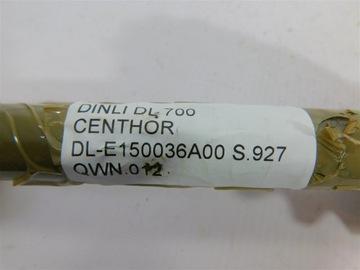 DINLI DL 700
CENTHOR
DL-E150036A00 S.927
QWN.012